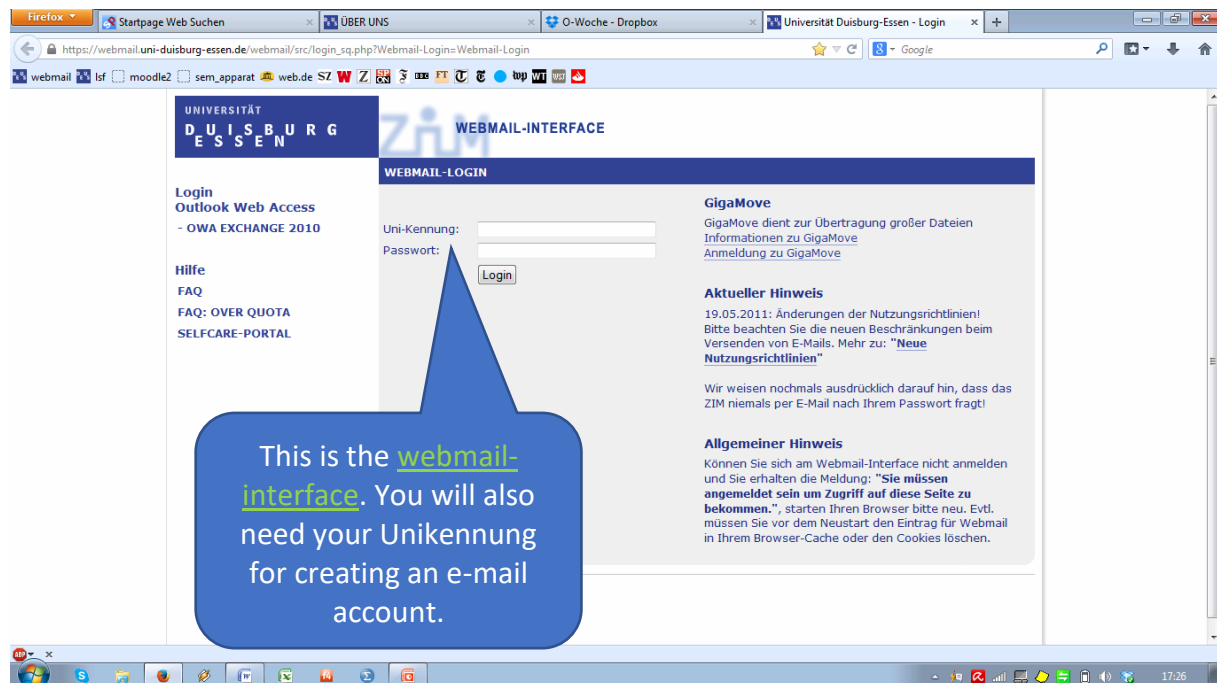 Firefox
Startpage Web Suchen
ÜBER UNS
O-Woche - Dropbox
Universität Duisburg-Essen - Login
https://webmail.uni-duisburg-essen.de/webmail/src/login_sq.php?Webmail-Login=Webmail-Login
Google
webmail lsf moodle2 sem_apparat web.de
UNIVERSITÄT
DUISBURG
ESSEN
ZIM
WEBMAIL-INTERFACE
WEBMAIL-LOGIN
Login
Outlook Web Access
- OWA EXCHANGE 2010
Hilfe
FAQ
FAQ: OVER QUOTA
SELFCARE-PORTAL
Uni-Kennung:
Passwort:
Login
GigaMove
GigaMove dient zur Übertragung großer Dateien
Informationen zu GigaMove
Anmeldung zu GigaMove
Aktueller Hinweis
19.05.2011: Änderungen der Nutzungsrichtlinien!
Bitte beachten Sie die neuen Beschränkungen beim
Versenden von E-Mails. Mehr zu: "Neue
Nutzungsrichtlinien"
Wir weisen nochmals ausdrücklich darauf hin, dass das
ZIM niemals per E-Mail nach Ihrem Passwort fragt!
Allgemeiner Hinweis
Können Sie sich am Webmail-Interface nicht anmelden
und Sie erhalten die Meldung: "Sie müssen
angemeldet sein um Zugriff auf diese Seite zu
bekommen.", starten Ihren Browser bitte neu. Evtl.
müssen Sie vor dem Neustart den Eintrag für Webmail
in Ihrem Browser-Cache oder den Cookies löschen.
This is the webmail-
interface. You will also
need your Unikennung
for creating an e-mail
account.
ABP
17:26